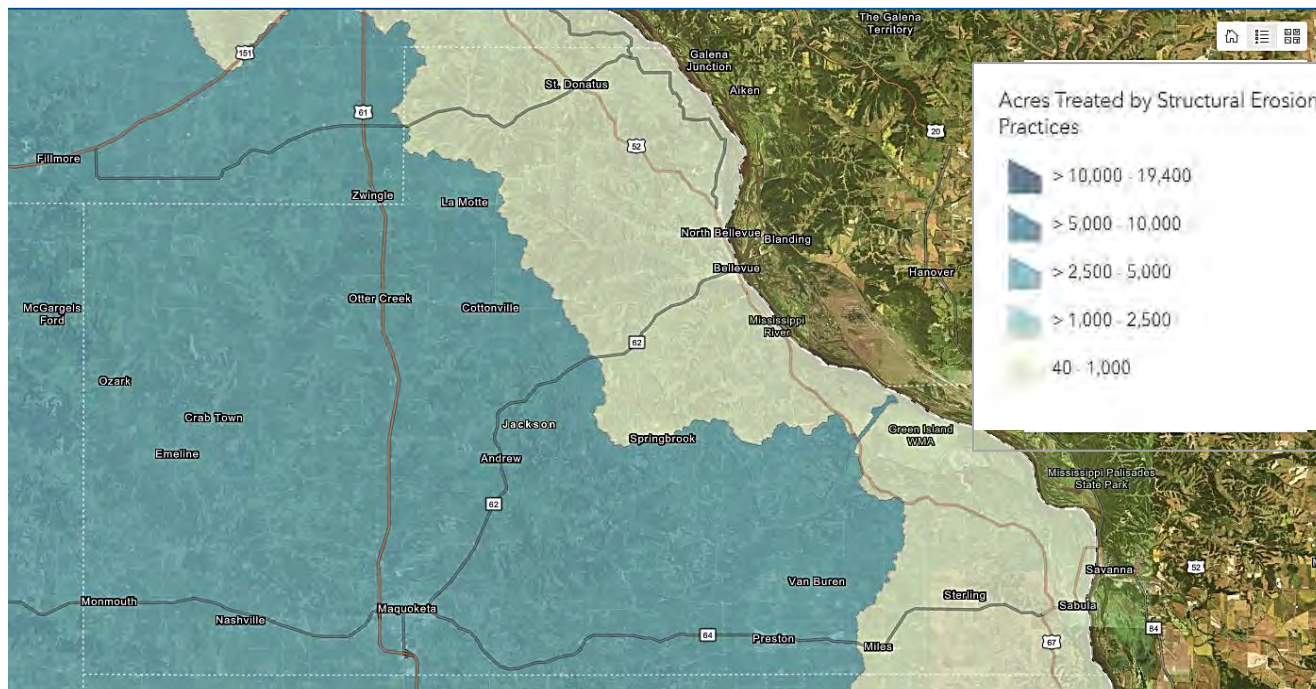 The Galena
Territory
151
Galena
Junction
St. Donatus
Aiken
61
20
52
Fillmore
Zwingle
La Motte
North Bellevue
Blanding
Bellevue
Hanover
Otter Creek
McGargels
Ford
Cottonville
Mississippi
River
62
Ozark
Crab Town
Jackson
Green Island
WMA
Springbrook
Emeline
Andrew
Mississippi Palisades
State Park
62
Savanna
52
Van Buren
Sterling
Monmouth
Maquoketa
Sabula
Nashville
84
64
Preston
Miles
67
Acres Treated by Structural Erosion
Practices
> 10,000 - 19,400
> 5,000 - 10,000
> 2,500 - 5,000
> 1,000 - 2,500
40 - 1,000